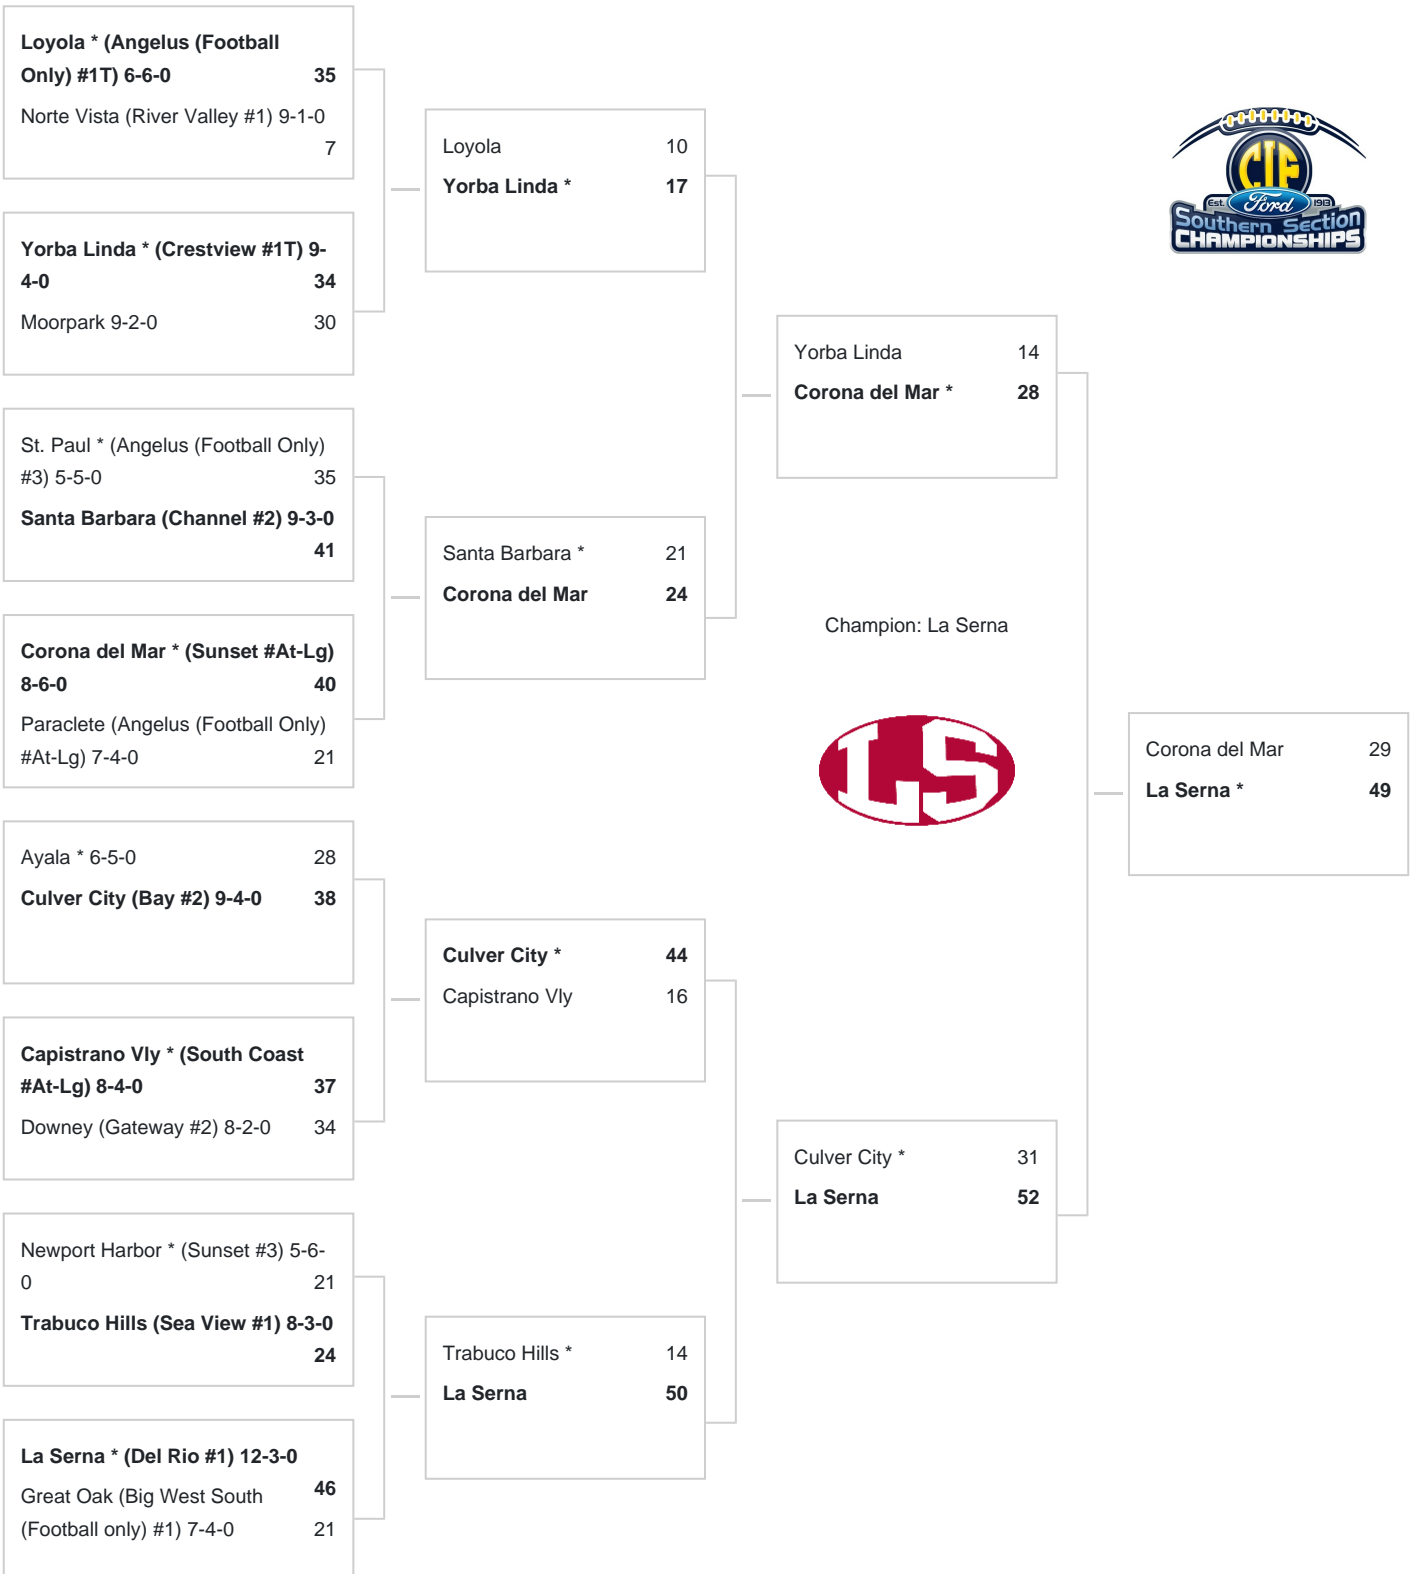 Loyola * (Angelus (Football
Only) #1T) 6-6-0 35
Norte Vista (River Valley #1) 9-1-0
7
Yorba Linda * (Crestview #1T) 9-
4-0 34
Moorpark 9-2-0 30
St. Paul * (Angelus (Football Only)
#3) 5-5-0 35
Santa Barbara (Channel #2) 9-3-0
41
Corona del Mar * (Sunset #At-Lg)
8-6-0 40
Paraclete (Angelus (Football Only)
#At-Lg) 7-4-0 21
Ayala * 6-5-0 28
Culver City (Bay #2) 9-4-0 38
Capistrano Vly * (South Coast
#At-Lg) 8-4-0 37
Downey (Gateway #2) 8-2-0 34
Newport Harbor * (Sunset #3) 5-6-
0 21
Trabuco Hills (Sea View #1) 8-3-0
24
La Serna * (Del Rio #1) 12-3-0
46
Great Oak (Big West South
(Football only) #1) 7-4-0 21
Loyola 10
Yorba Linda * 17
Santa Barbara * 21
Corona del Mar 24
Culver City * 44
Capistrano Vly 16
Trabuco Hills * 14
La Serna 50
Yorba Linda 14
Corona del Mar * 28
Culver City * 31
La Serna 52
Champion: La Serna
LS
Corona del Mar 29
La Serna * 49
CIF
Est. Ford 1913
Southern Section
CHAMPIONSHIPS